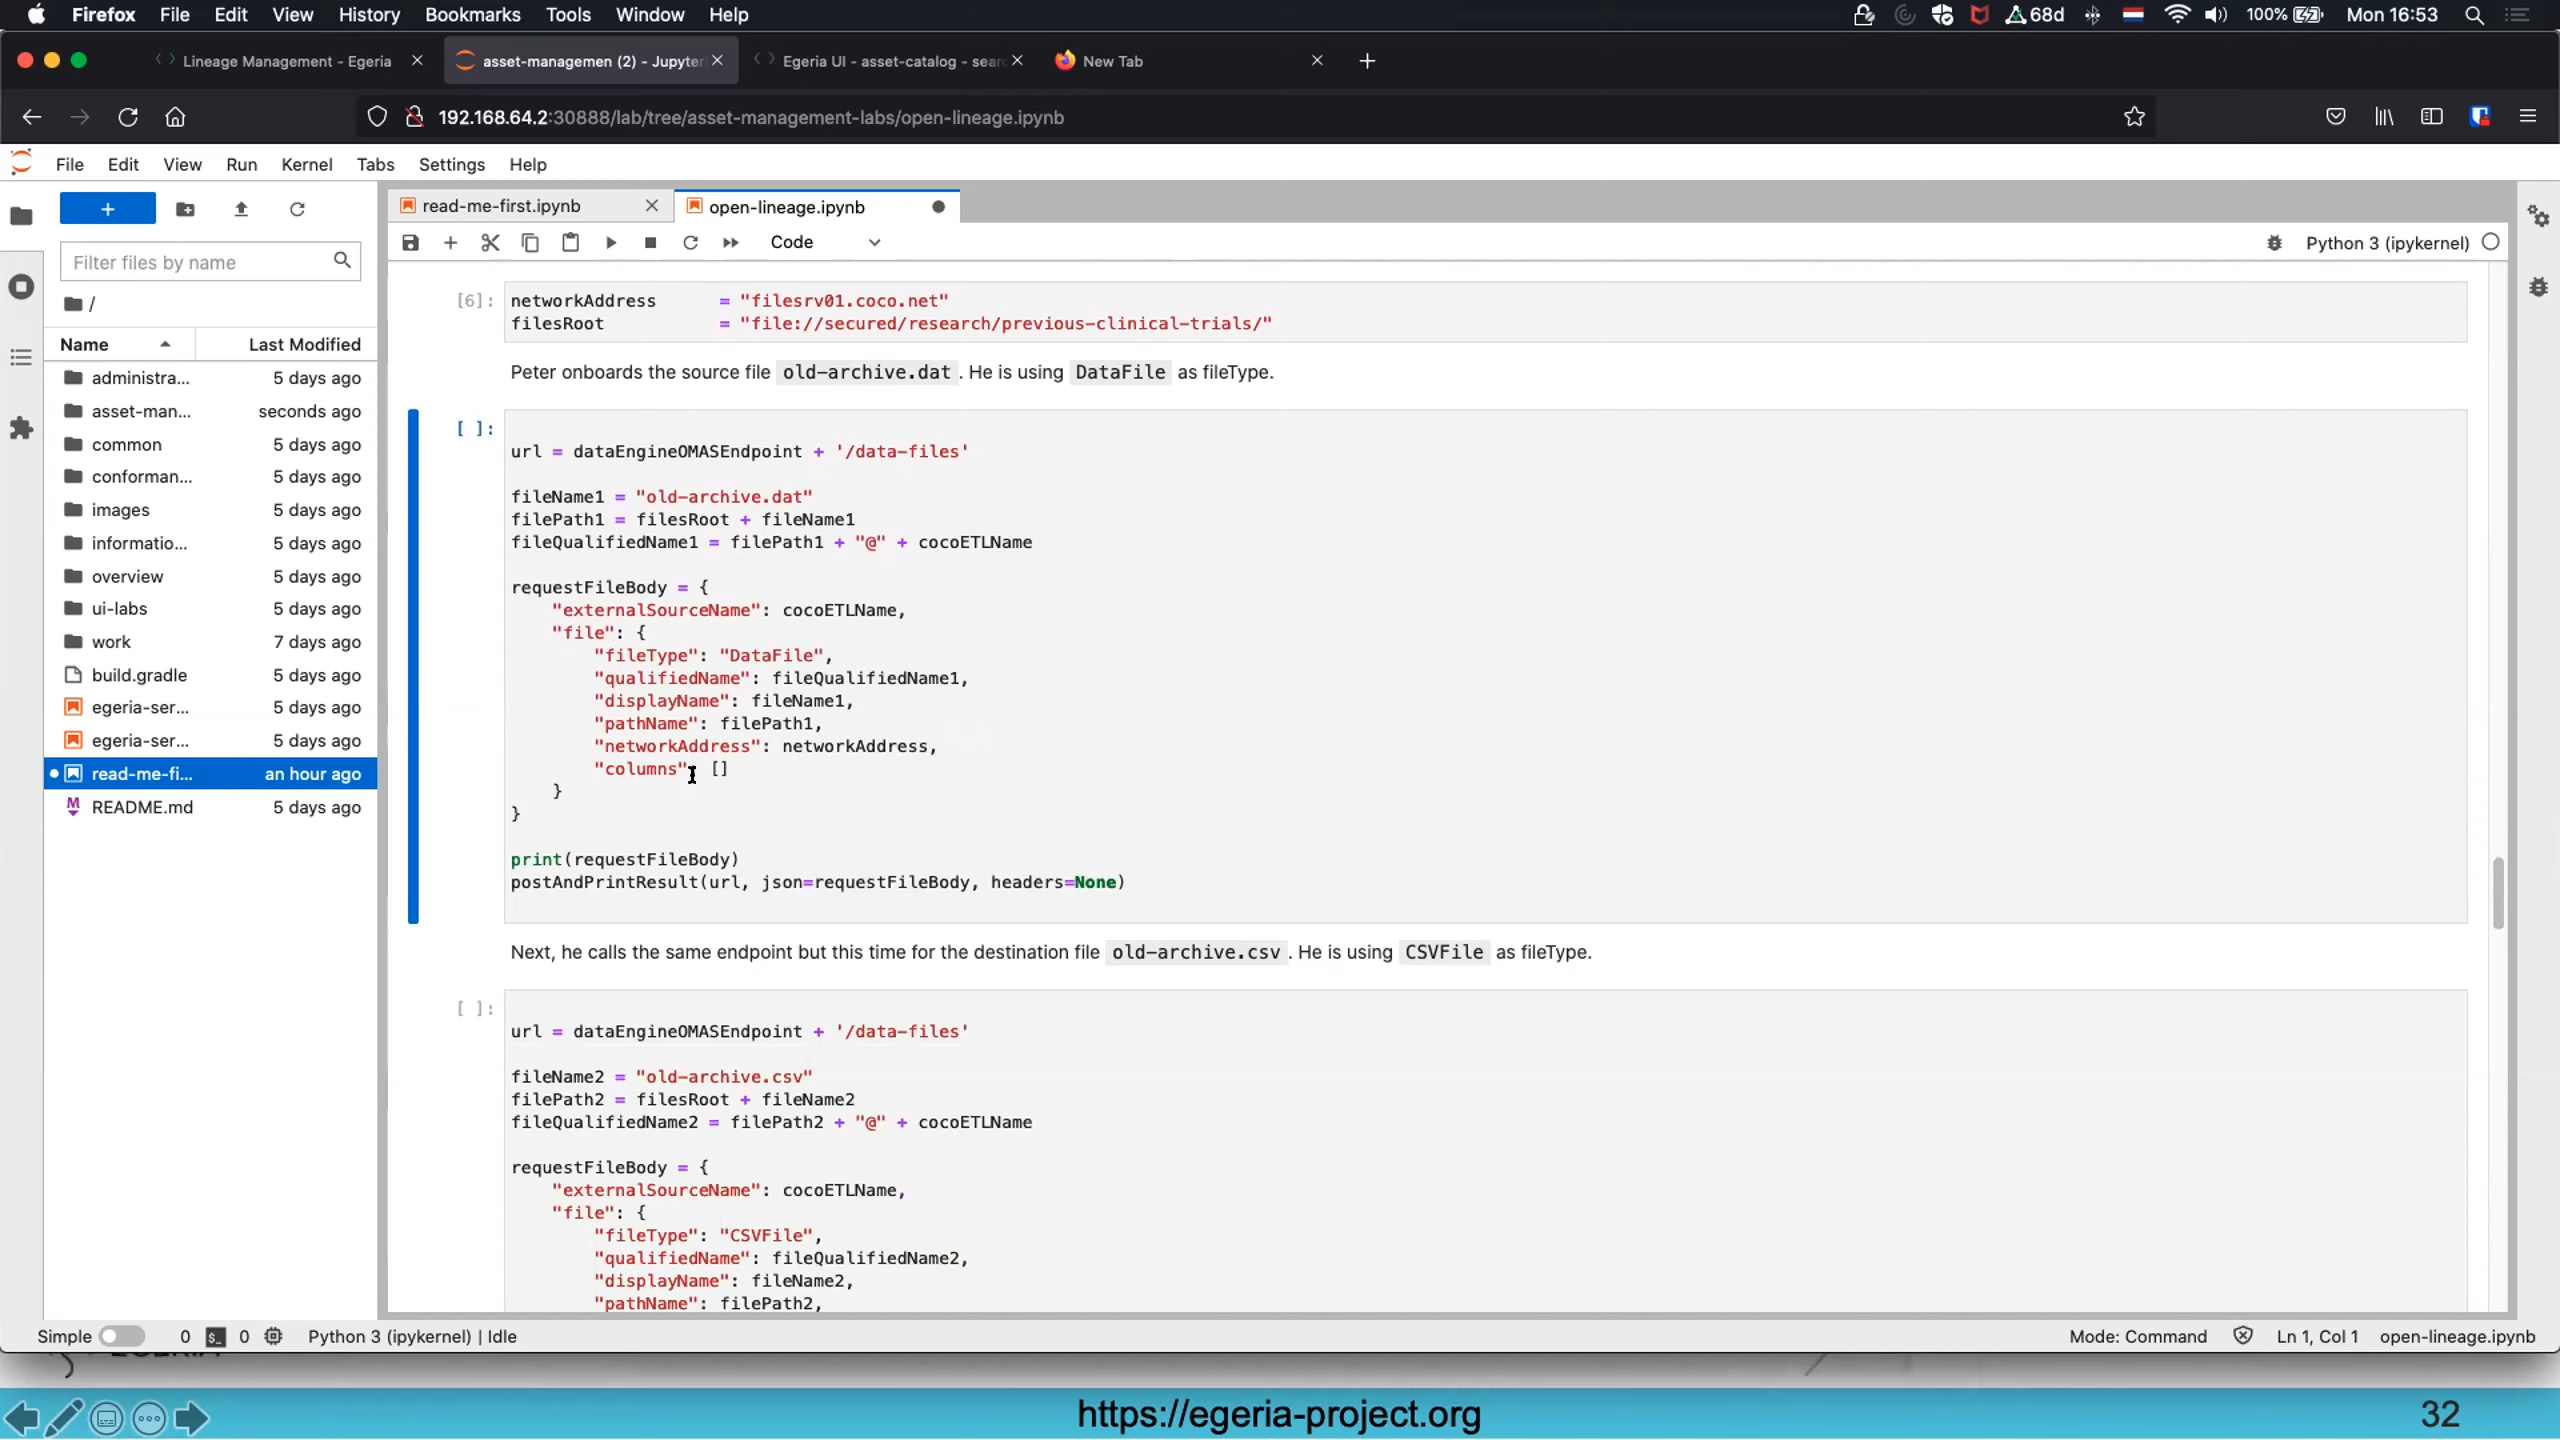 Firefox File Edit View History Bookmarks Tools Window Help 68d 100% Mon 16:53
Lineage Management - Egeria asset-managemen (2) - Jupyter Egeria UI - asset-catalog - sear New Tab
192.168.64.2:30888/lab/tree/asset-management-labs/open-lineage.ipynb
File Edit View Run Kernel Tabs Settings Help
read-me-first.ipynb open-lineage.ipynb
Code Python 3 (ipykernel)
Filter files by name
/
Name Last Modified
administra... 5 days ago
asset-man... seconds ago
common 5 days ago
conforman... 5 days ago
images 5 days ago
informatio... 5 days ago
overview 5 days ago
ui-labs 5 days ago
work 7 days ago
build.gradle 5 days ago
egeria-ser... 5 days ago
egeria-ser... 5 days ago
read-me-fi... an hour ago
README.md 5 days ago
[6]: networkAddress = "filesrv01.coco.net"
filesRoot = "file://secured/research/previous-clinical-trials/"
Peter onboards the source file old-archive.dat . He is using DataFile as fileType.
[ ]:
url = dataEngineOMASEndpoint + '/data-files'
fileName1 = "old-archive.dat"
filePath1 = filesRoot + fileName1
fileQualifiedName1 = filePath1 + "@" + cocoETLName
requestFileBody = {
"externalSourceName": cocoETLName,
"file": {
"fileType": "DataFile",
"qualifiedName": fileQualifiedName1,
"displayName": fileName1,
"pathName": filePath1,
"networkAddress": networkAddress,
"columns": []
}
}
print(requestFileBody)
postAndPrintResult(url, json=requestFileBody, headers=None)
Next, he calls the same endpoint but this time for the destination file old-archive.csv . He is using CSVFile as fileType.
[ ]:
url = dataEngineOMASEndpoint + '/data-files'
fileName2 = "old-archive.csv"
filePath2 = filesRoot + fileName2
fileQualifiedName2 = filePath2 + "@" + cocoETLName
requestFileBody = {
"externalSourceName": cocoETLName,
"file": {
"fileType": "CSVFile",
"qualifiedName": fileQualifiedName2,
"displayName": fileName2,
"pathName": filePath2,
Simple 0 $_ 0 Python 3 (ipykernel) | Idle Mode: Command Ln 1, Col 1 open-lineage.ipynb
https://egeria-project.org 32